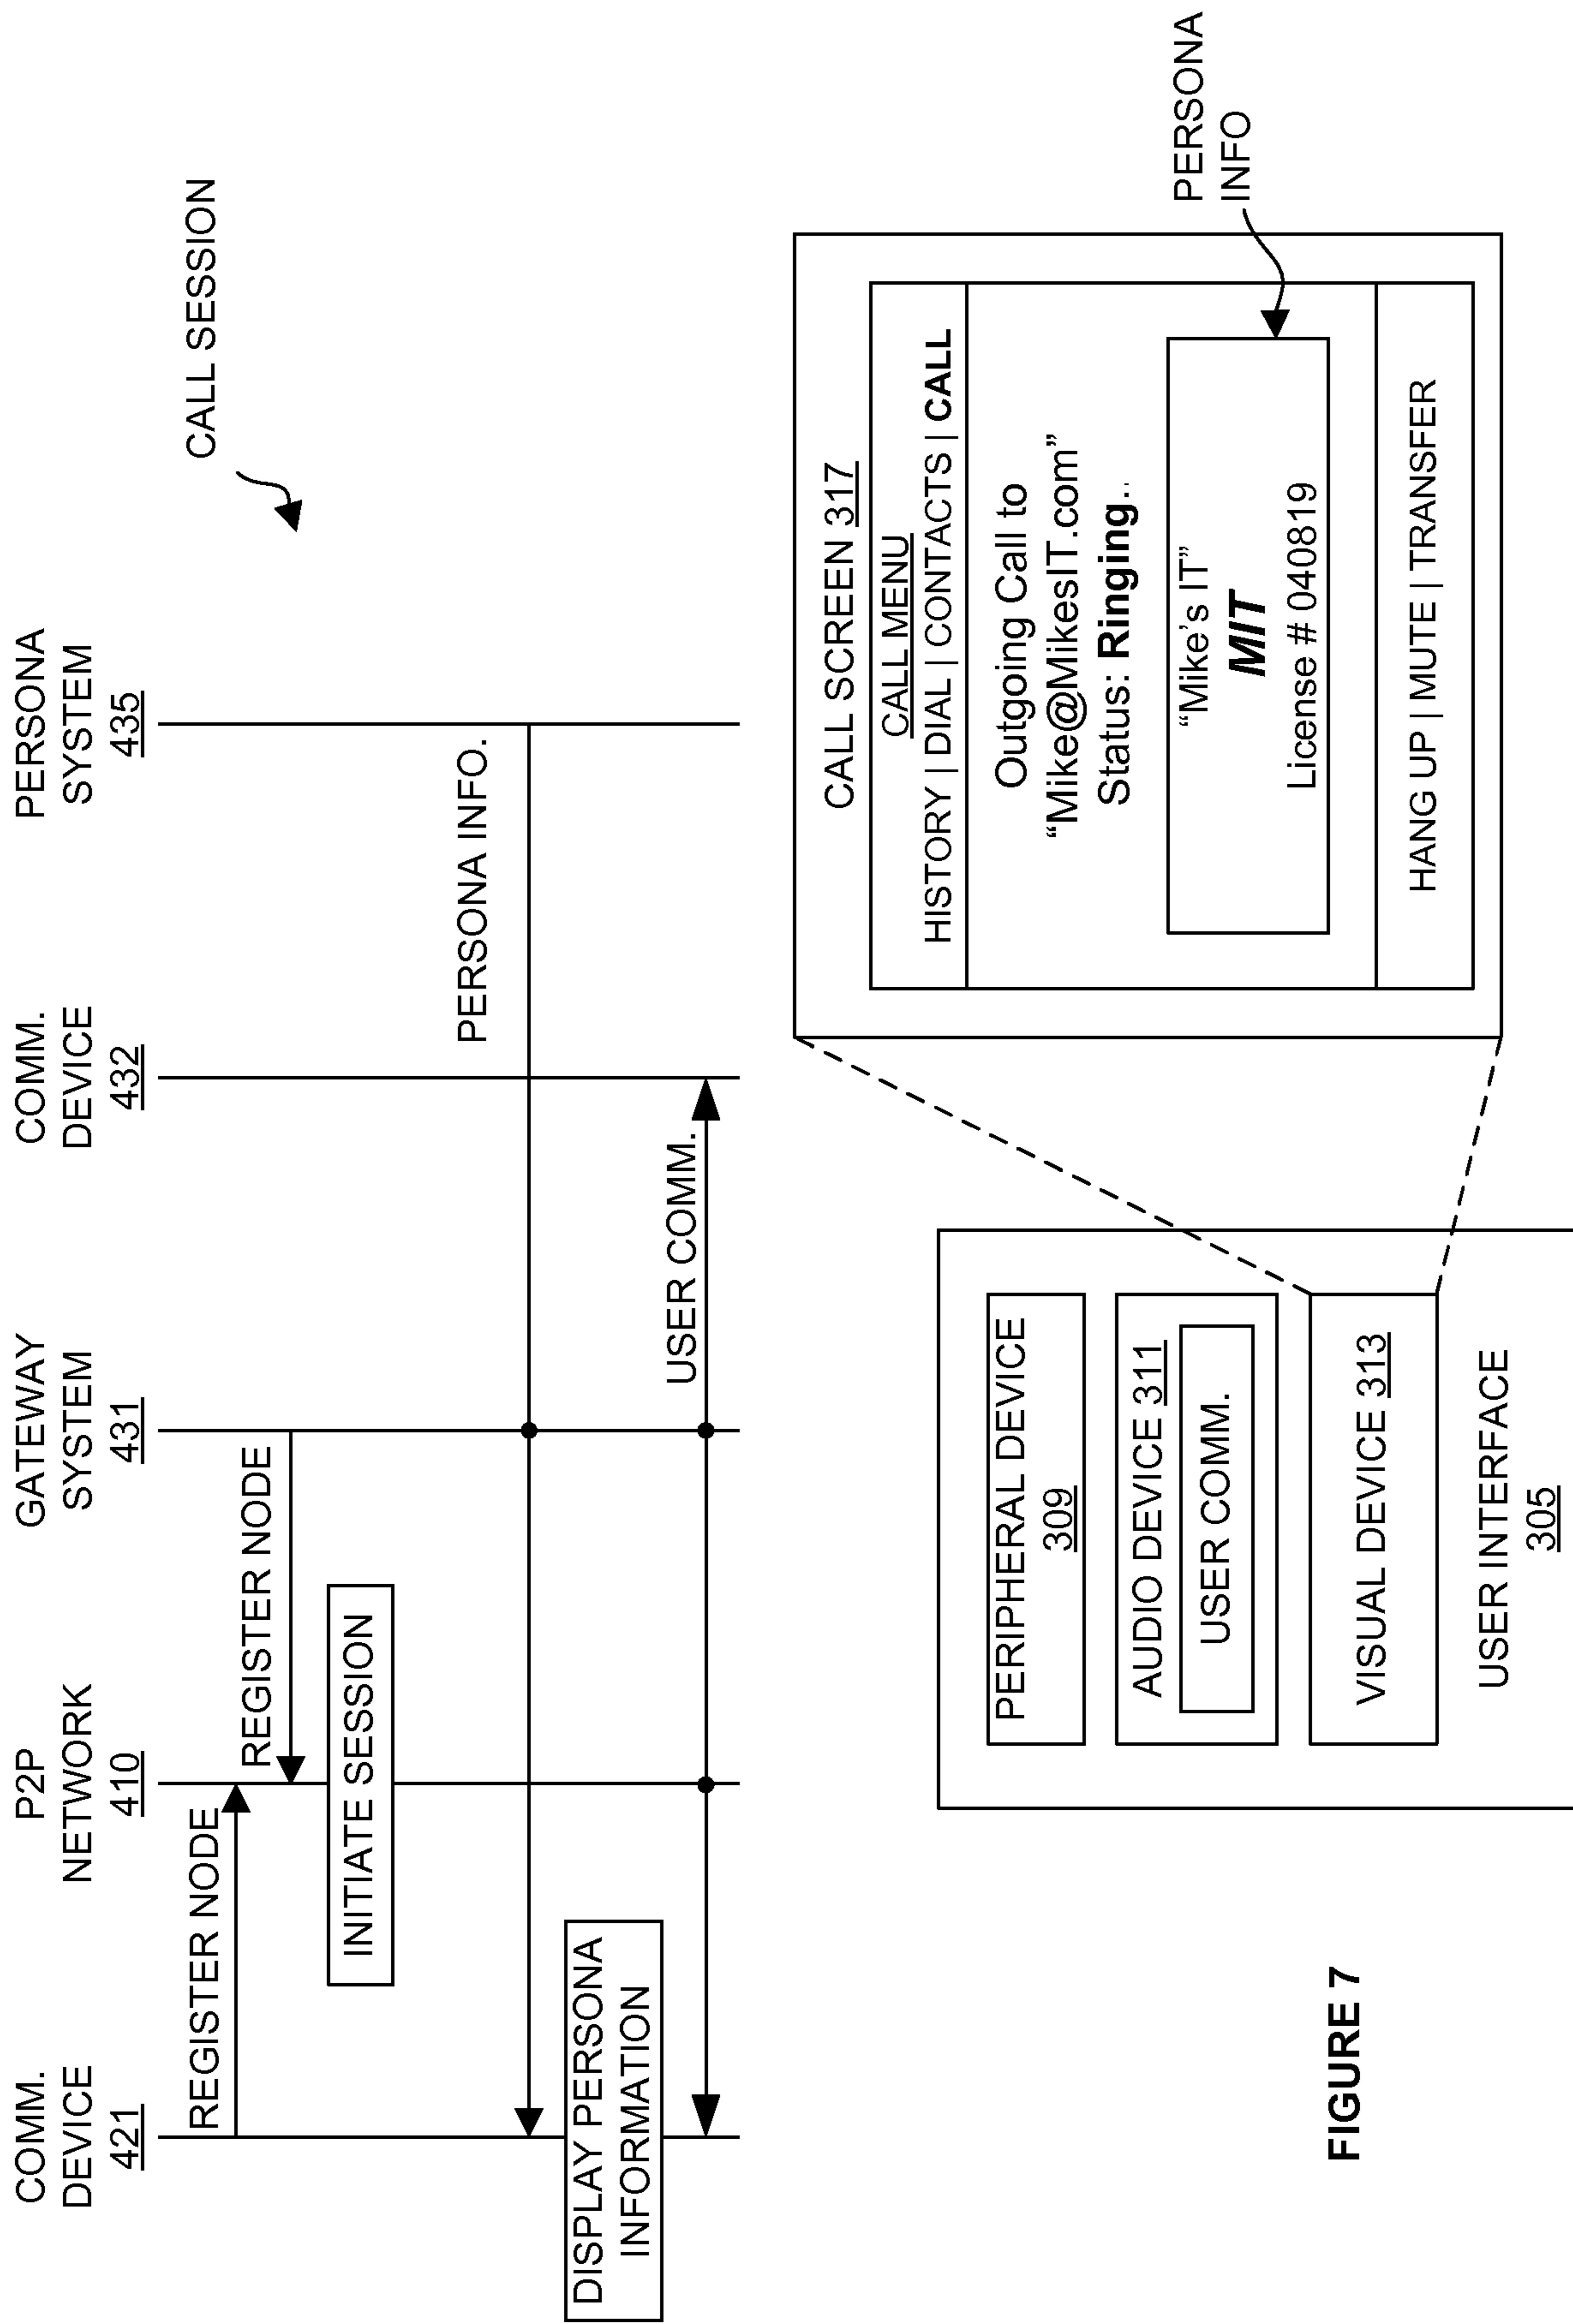 COMM.
DEVICE
421
P2P
NETWORK
410
GATEWAY
SYSTEM
431
COMM.
DEVICE
432
PERSONA
SYSTEM
435
CALL SESSION
REGISTER NODE
REGISTER NODE
INITIATE SESSION
PERSONA INFO.
DISPLAY PERSONA
INFORMATION
USER COMM.
PERIPHERAL DEVICE
309
AUDIO DEVICE 311
USER COMM.
VISUAL DEVICE 313
USER INTERFACE
305
CALL SCREEN 317
CALL MENU
HISTORY | DIAL | CONTACTS | CALL
Outgoing Call to
“Mike@MikesIT.com”
Status: Ringing..
“Mike’s IT”
MIT
License # 040819
HANG UP | MUTE | TRANSFER
PERSONA
INFO
FIGURE 7